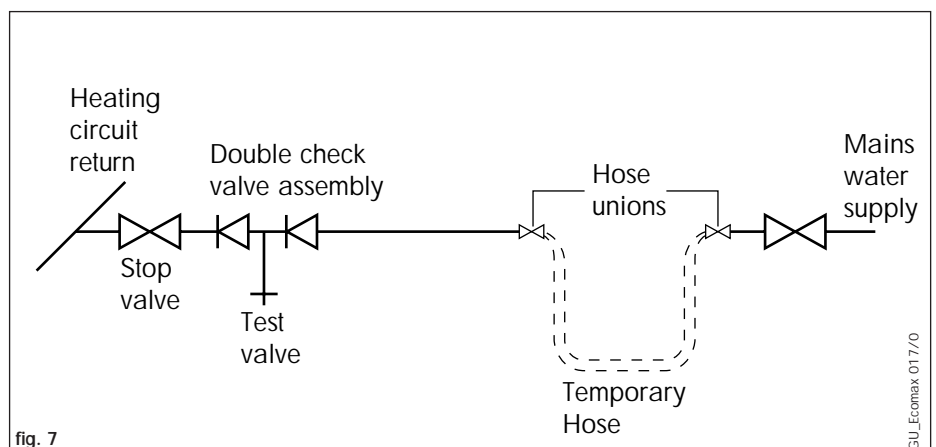 Heating
circuit
return
Double check
valve assembly
Stop
valve
Test
valve
Hose
unions
Mains
water
supply
Temporary
Hose
fig. 7
GU_Ecomax 017/0